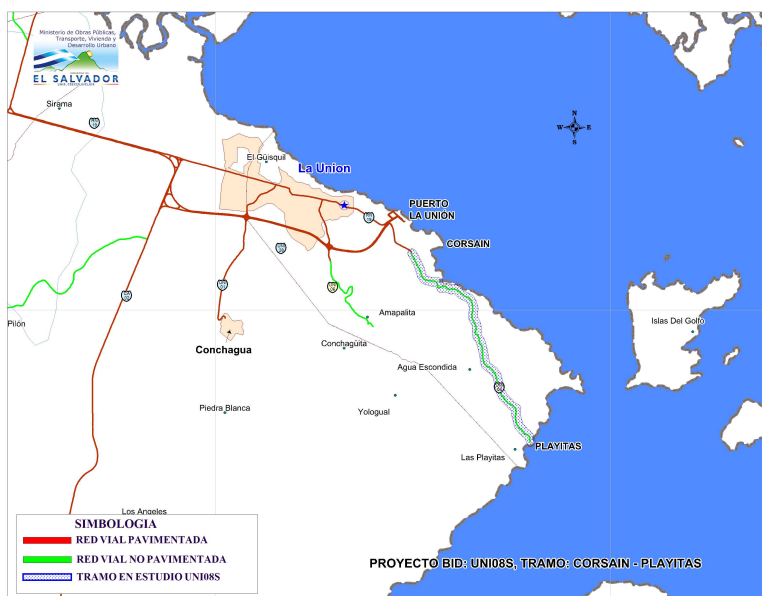 Ministerio de Obras Públicas,
Transporte, Vivienda y
Desarrollo Urbano
EL SALVADOR
Sirama
El Güisquil
La Union
PUERTO
LA UNIÓN
CORSAIN
N
W
E
S
Pilón
Amapalita
Islas Del Golfo
Conchagua
Conchaguita
Agua Escondida
Piedra Blanca
Yologual
Las Playitas
PLAYITAS
Los Angeles
SIMBOLOGIA
RED VIAL PAVIMENTADA
RED VIAL NO PAVIMENTADA
TRAMO EN ESTUDIO UNI08S
PROYECTO BID: UNI08S, TRAMO: CORSAIN - PLAYITAS